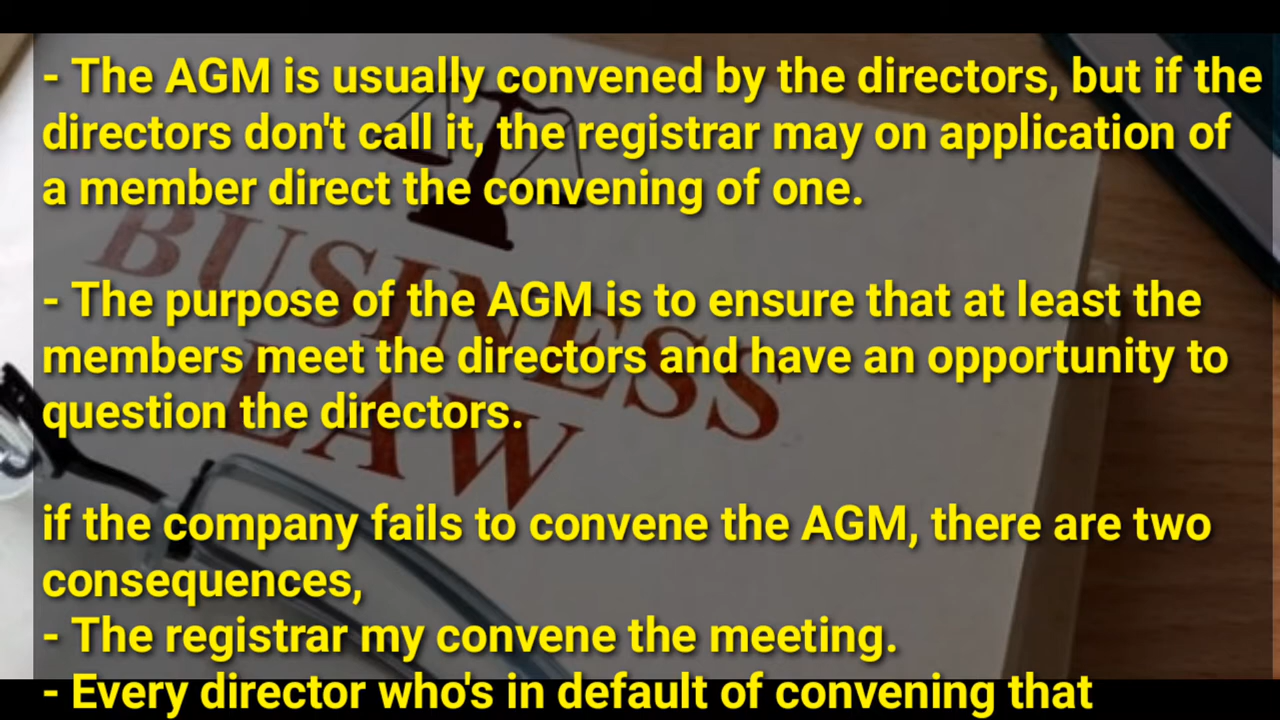 - The AGM is usually convened by the directors, but if the
directors don't call it, the registrar may on application of
a member direct the convening of one.
- The purpose of the AGM is to ensure that at least the
members meet the directors and have an opportunity to
question the directors.
if the company fails to convene the AGM, there are two
consequences,
- The registrar my convene the meeting.
- Every director who's in default of convening that
BUSINESS
LAW